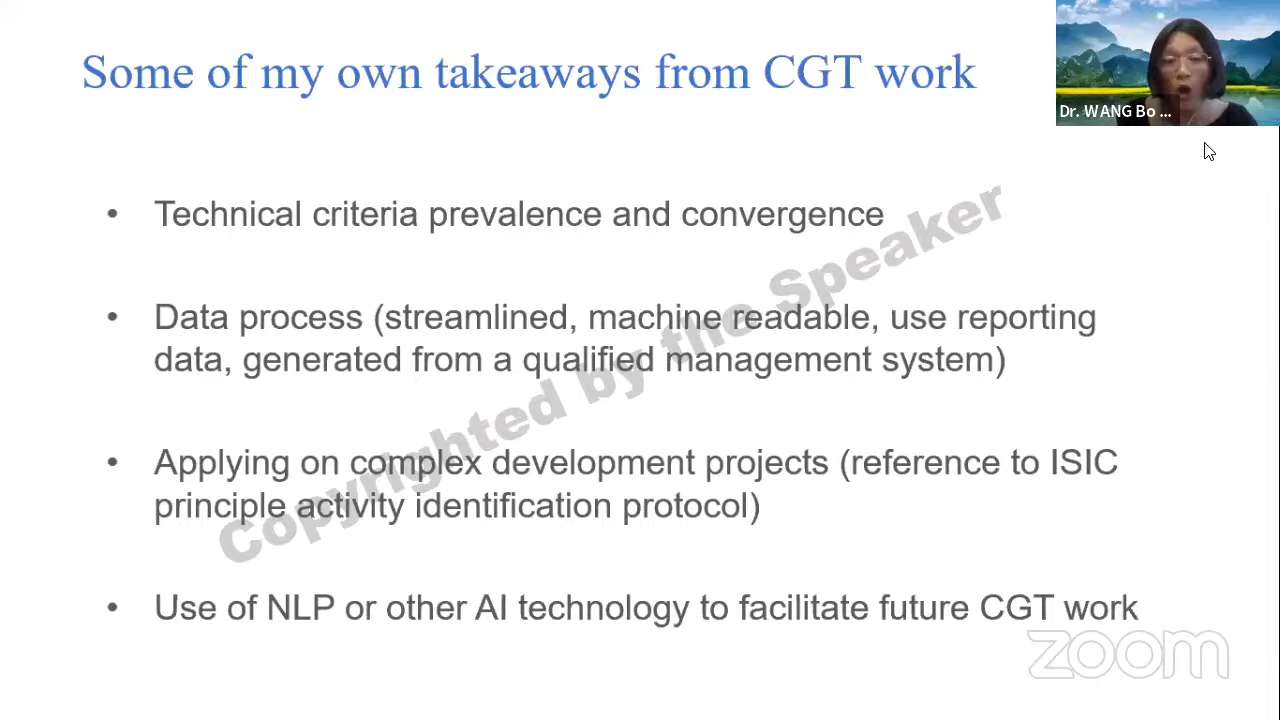 Some of my own takeaways from CGT work
Dr. WANG Bo ...
• Technical criteria prevalence and convergence
• Data process (streamlined, machine readable, use reporting
data, generated from a qualified management system)
• Applying on complex development projects (reference to ISIC
principle activity identification protocol)
• Use of NLP or other AI technology to facilitate future CGT work
Copyrighted by the Speaker
zoom